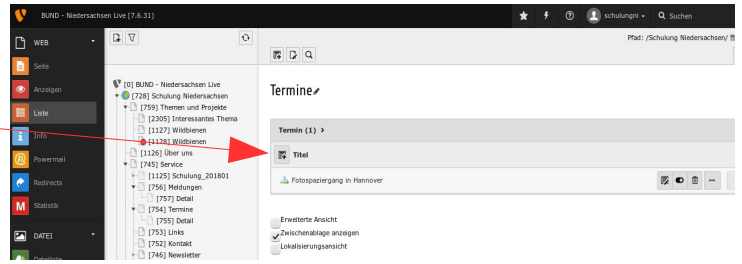 BUND - Niedersachsen Live [7.6.31]
schulungni
Suchen
WEB
Seite
Anzeigen
Liste
Info
Powermail
Redirects
Statistik
DATEI
Dateiliste
[0] BUND - Niedersachsen Live
[728] Schulung Niedersachsen
[759] Themen und Projekte
[2305] Interessantes Thema
[1127] Wildbienen
[1128] Wildbienen
[1126] Über uns
[745] Service
[1125] Schulung_201801
[756] Meldungen
[757] Detail
[754] Termine
[755] Detail
[753] Links
[752] Kontakt
[746] Newsletter
Pfad: /Schulung Niedersachsen/
Termine
Termin (1) >
Titel
Fotospaziergang in Hannover
Erweiterte Ansicht
Zwischenablage anzeigen
Lokalisierungsansicht